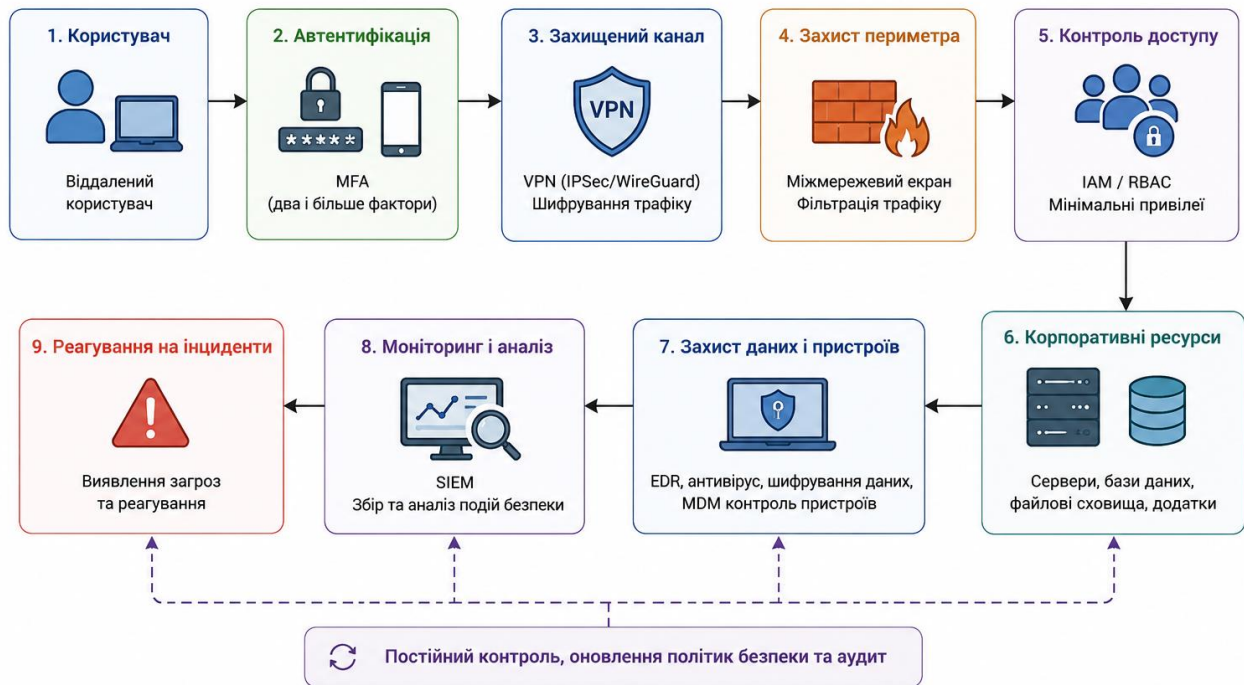 1. Користувач
Віддалений
користувач
2. Автентифікація
*****
MFA
(два і більше фактори)
3. Захищений канал
VPN
VPN (IPSec/WireGuard)
Шифрування трафіку
4. Захист периметра
Міжмережевий екран
Фільтрація трафіку
5. Контроль доступу
IAM / RBAC
Мінімальні привілеї
6. Корпоративні ресурси
Сервери, бази даних,
файлові сховища, додатки
7. Захист даних і пристроїв
EDR, антивірус, шифрування даних,
MDM контроль пристроїв
8. Моніторинг і аналіз
SIEM
Збір та аналіз подій безпеки
9. Реагування на інциденти
Виявлення загроз
та реагування
Постійний контроль, оновлення політик безпеки та аудит